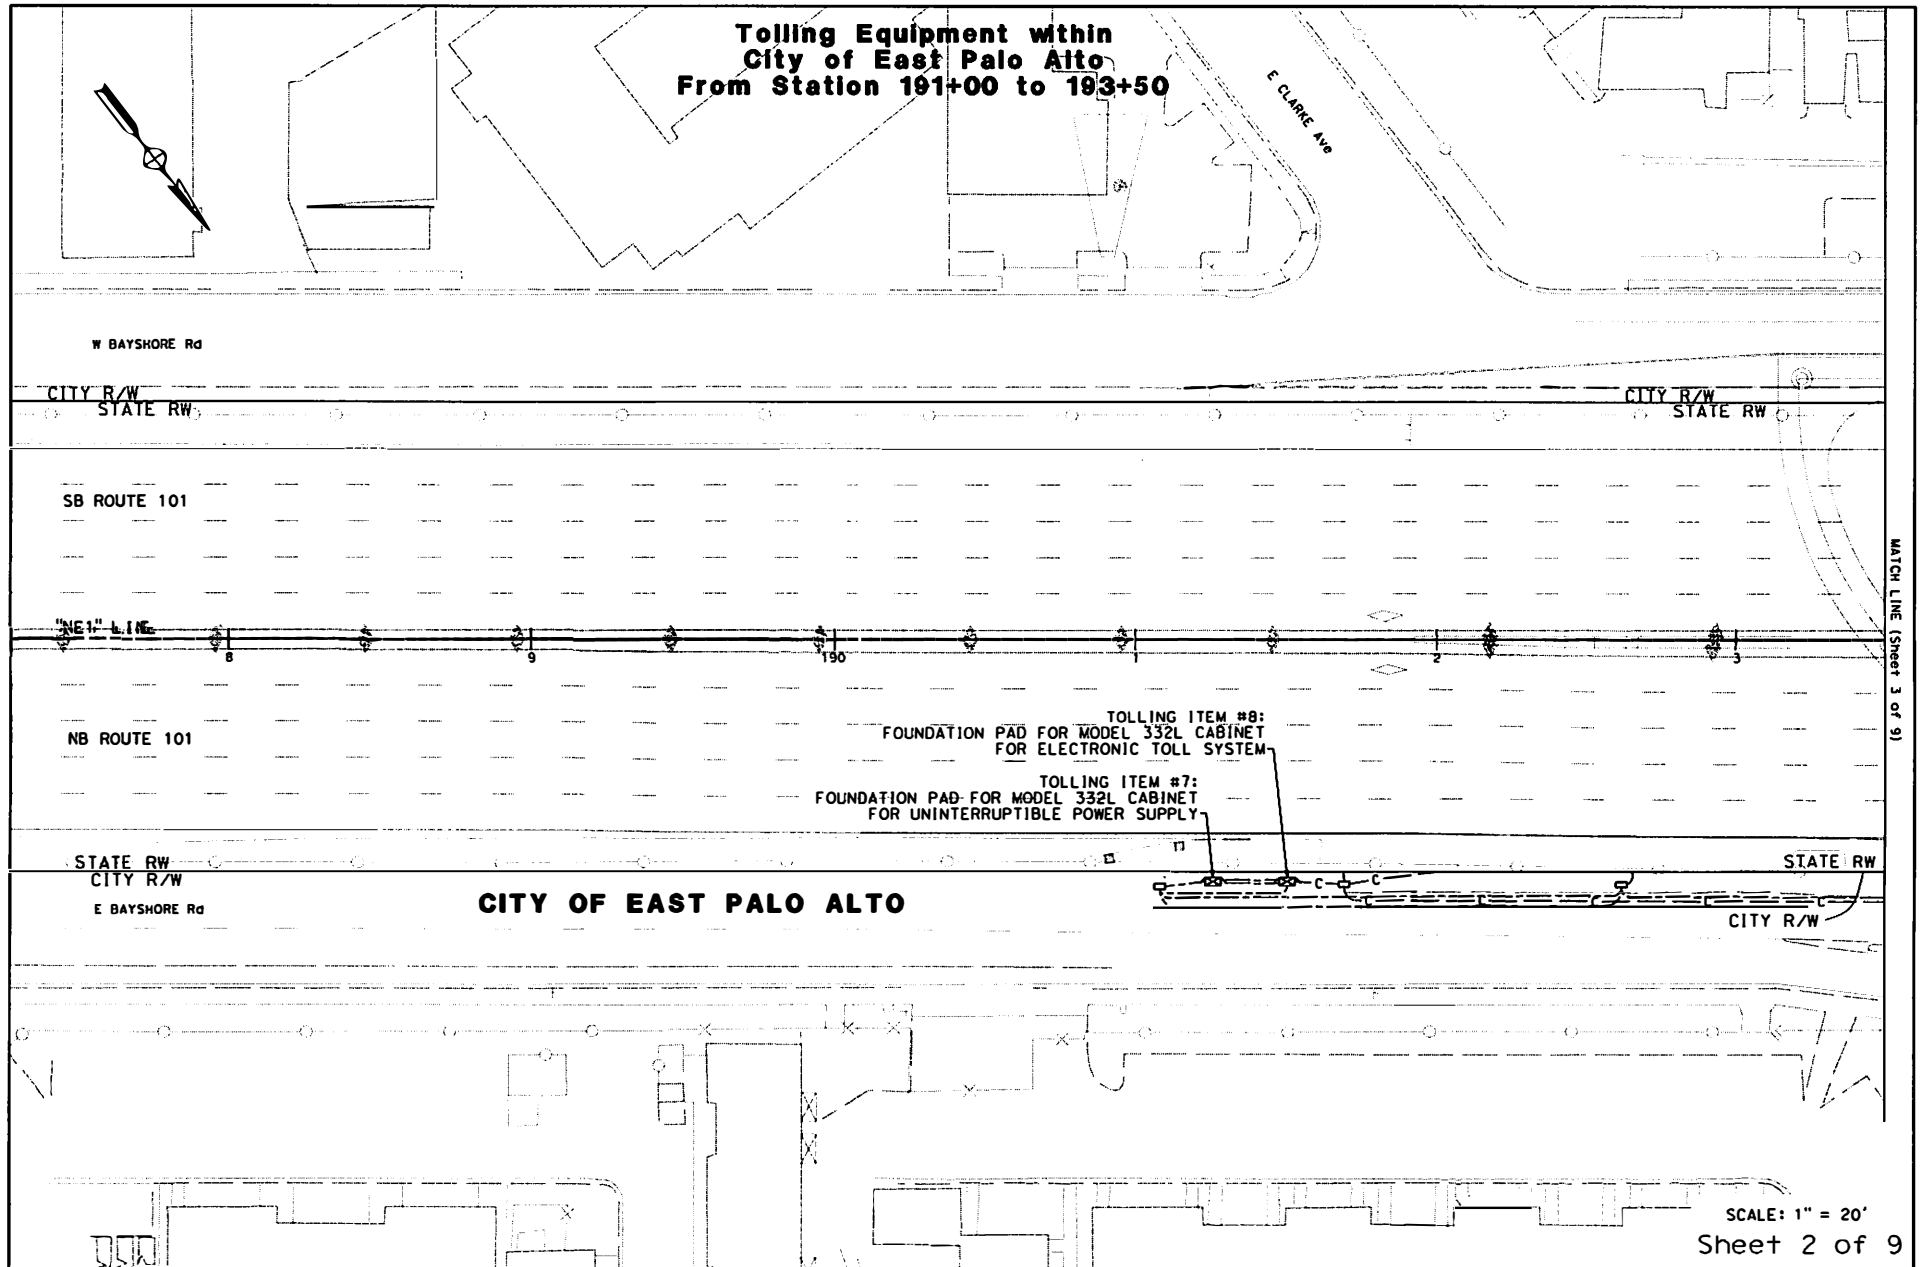 Tolling Equipment within
City of East Palo Alto
From Station 191+00 to 193+50
E CLARKE Ave
W BAYSHORE Rd
CITY R/W
STATE RW
CITY R/W
STATE RW
SB ROUTE 101
"NE1" LINE
8
9
190
1
2
3
MATCH LINE (Sheet 3 of 9)
NB ROUTE 101
TOLLING ITEM #8:
FOUNDATION PAD FOR MODEL 332L CABINET
FOR ELECTRONIC TOLL SYSTEM
TOLLING ITEM #7:
FOUNDATION PAD FOR MODEL 332L CABINET
FOR UNINTERRUPTIBLE POWER SUPPLY
STATE RW
CITY R/W
E BAYSHORE Rd
CITY OF EAST PALO ALTO
STATE RW
C
C
C
C
C
C
C
CITY R/W
SCALE: 1" = 20'
Sheet 2 of 9